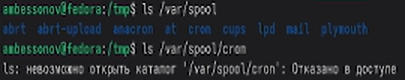 ambessonov@fedora:/tmp$ ls /var/spool
abrt abrt-upload anacron at cron cups lpd mail plymouth
ambessonov@fedora:/tmp$ ls /var/spool/cron
ls: невозможно открыть каталог '/var/spool/cron': Отказано в доступе